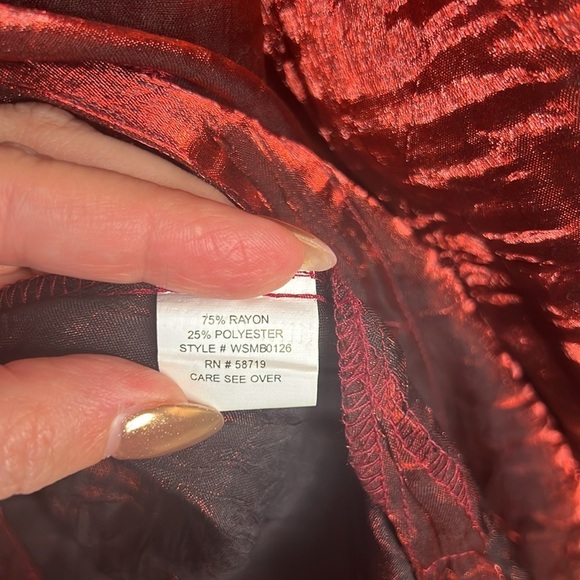 75% RAYON
25% POLYESTER
STYLE # WSMB0126
RN # 58719
CARE SEE OVER